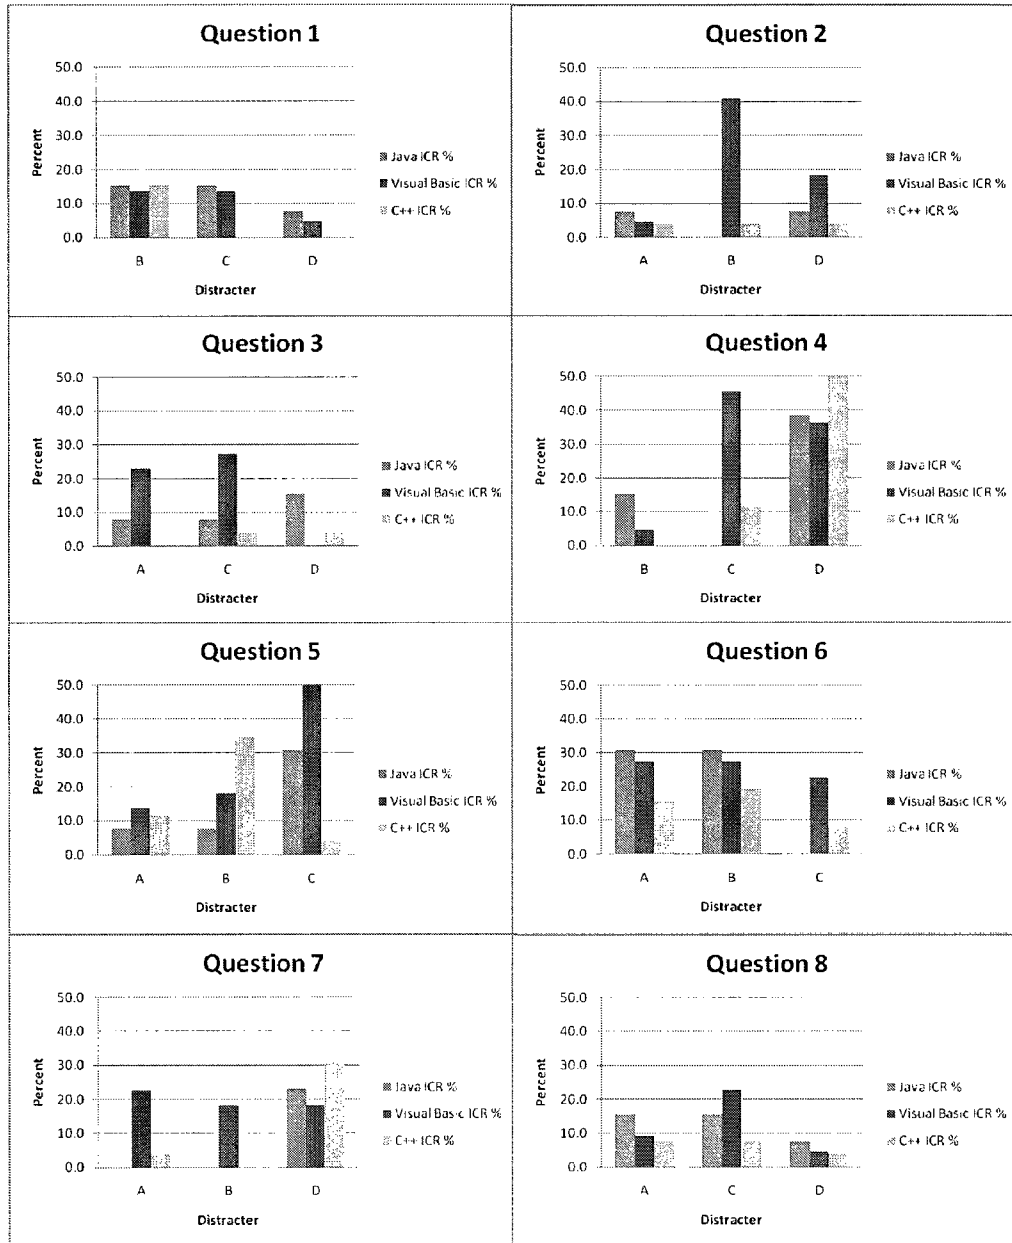 Question 1
50.0
40.0
30.0
20.0
10.0
0.0
Percent
B C D
Distracter
Java ICR %
Visual Basic ICR %
C++ ICR %
Question 2
50.0
40.0
30.0
20.0
10.0
0.0
Percent
A B D
Distracter
Java ICR %
Visual Basic ICR %
C++ ICR %
Question 3
50.0
40.0
30.0
20.0
10.0
0.0
Percent
A C D
Distracter
Java ICR %
Visual Basic ICR %
C++ ICR %
Question 4
50.0
40.0
30.0
20.0
10.0
0.0
Percent
B C D
Distracter
Java ICR %
Visual Basic ICR %
C++ ICR %
Question 5
50.0
40.0
30.0
20.0
10.0
0.0
Percent
A B C
Distracter
Java ICR %
Visual Basic ICR %
C++ ICR %
Question 6
50.0
40.0
30.0
20.0
10.0
0.0
Percent
A B C
Distracter
Java ICR %
Visual Basic ICR %
C++ ICR %
Question 7
50.0
40.0
30.0
20.0
10.0
0.0
Percent
A B D
Distracter
Java ICR %
Visual Basic ICR %
C++ ICR %
Question 8
50.0
40.0
30.0
20.0
10.0
0.0
Percent
A C D
Distracter
Java ICR %
Visual Basic ICR %
C++ ICR %